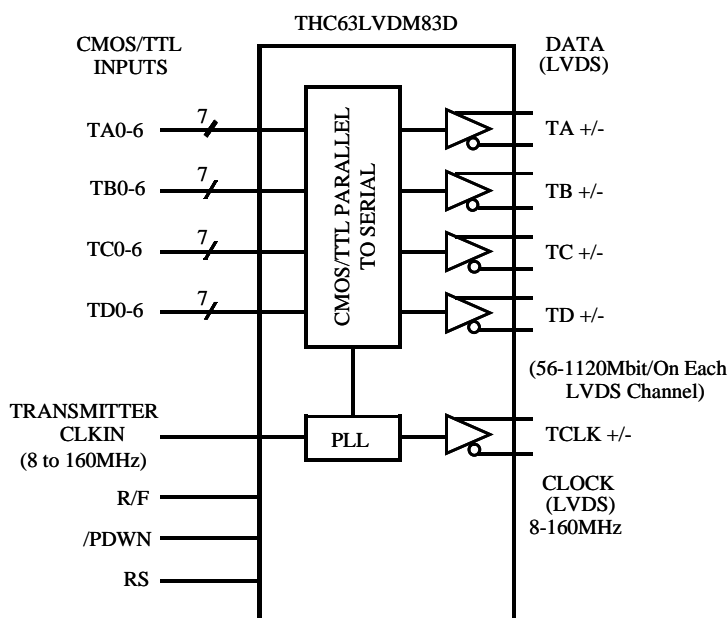 THC63LVDM83D
CMOS/TTL
INPUTS
DATA
(LVDS)
7
TA0-6
TA +/-
7
TB0-6
TB +/-
7
TC0-6
TC +/-
7
TD0-6
TD +/-
CMOS/TTL PARALLEL
TO SERIAL
(56-1120Mbit/On Each
LVDS Channel)
TRANSMITTER
CLKIN
(8 to 160MHz)
PLL
TCLK +/-
CLOCK
(LVDS)
8-160MHz
R/F
/PDWN
RS